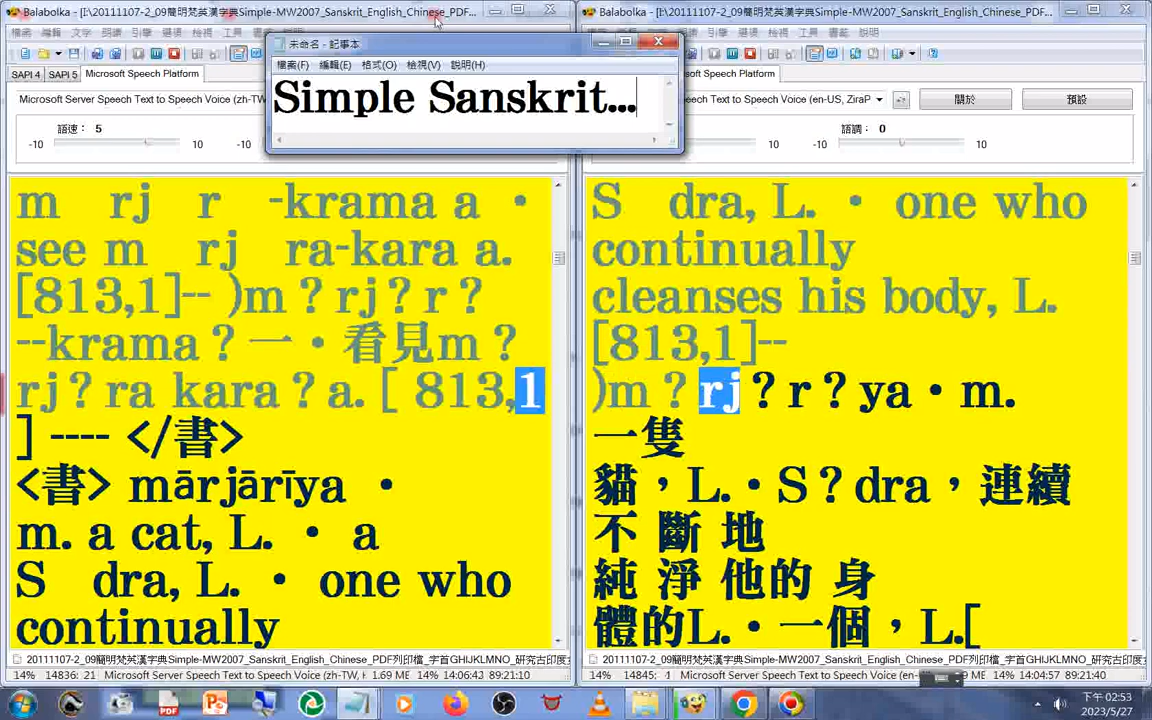 Balabolka - [I:\20111107-2_09簡明梵英漢字典Simple-MW2007_Sanskrit_English_Chinese_PDF...
Balabolka - [I:\20111107-2_09簡明梵英漢字典Simple-MW2007_Sanskrit_English_Chinese_PDF...
未命名 - 記事本
檔案(F) 編輯(E) 格式(O) 檢視(V) 說明(H)
Simple Sanskrit...
SAPI 4 SAPI 5 Microsoft Speech Platform
Speech Platform
Microsoft Server Speech Text to Speech Voice (zh-TW
ech Text to Speech Voice (en-US, ZiraP
關於 預設
語速： 5
-10 10 -10
語調： 0
10 -10 10
m rj r -krama a •
see m rj ra-kara a.
[813,1]-- )m？rj？r？
--krama？一•看見m？
rj？ra kara？a. [ 813,1
] ---- </書>
<書> mārjārīya •
m. a cat, L. • a
S dra, L. • one who
continually
S dra, L. • one who
continually
cleanses his body, L.
[813,1]--
)m？rj？r？ya•m.
一隻
貓，L.•S？dra，連續
不 斷 地
純 淨 他的 身
體的L.•一個，L.[
20111107-2_09簡明梵英漢字典Simple-MW2007_Sanskrit_English_Chinese_PDF列印檔_字首GHIJKLMNO_研究古印度
20111107-2_09簡明梵英漢字典Simple-MW2007_Sanskrit_English_Chinese_PDF列印檔_字首GHIJKLMNO_研究古印度
14% 14836: 21 Microsoft Server Speech Text to Speech Voice (zh-TW, 1.69 ME 14% 14:06:43 89:21:10
14% 14845: Microsoft Server Speech Text to Speech Voice 14% 14:04:57 89:21:40
下午 02:53
2023/5/27